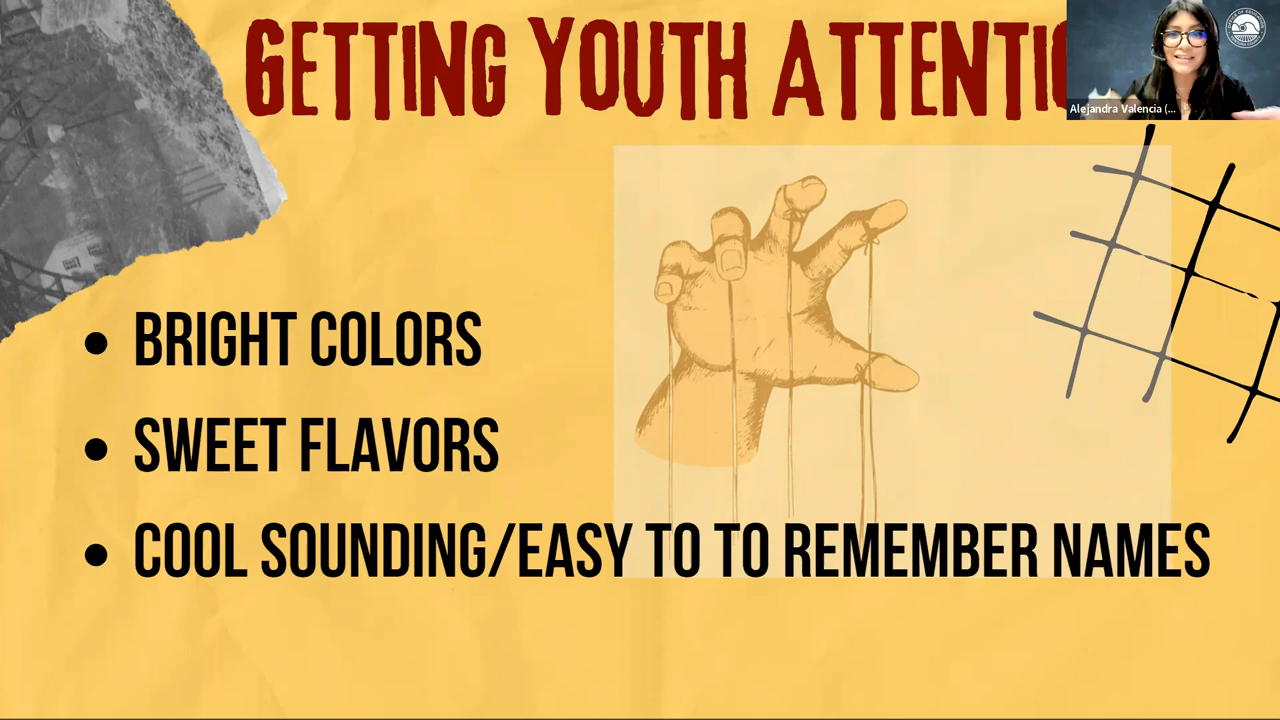 GETTING YOUTH ATTENTIO
Alejandra Valencia (...
• BRIGHT COLORS
• SWEET FLAVORS
• COOL SOUNDING/EASY TO TO REMEMBER NAMES